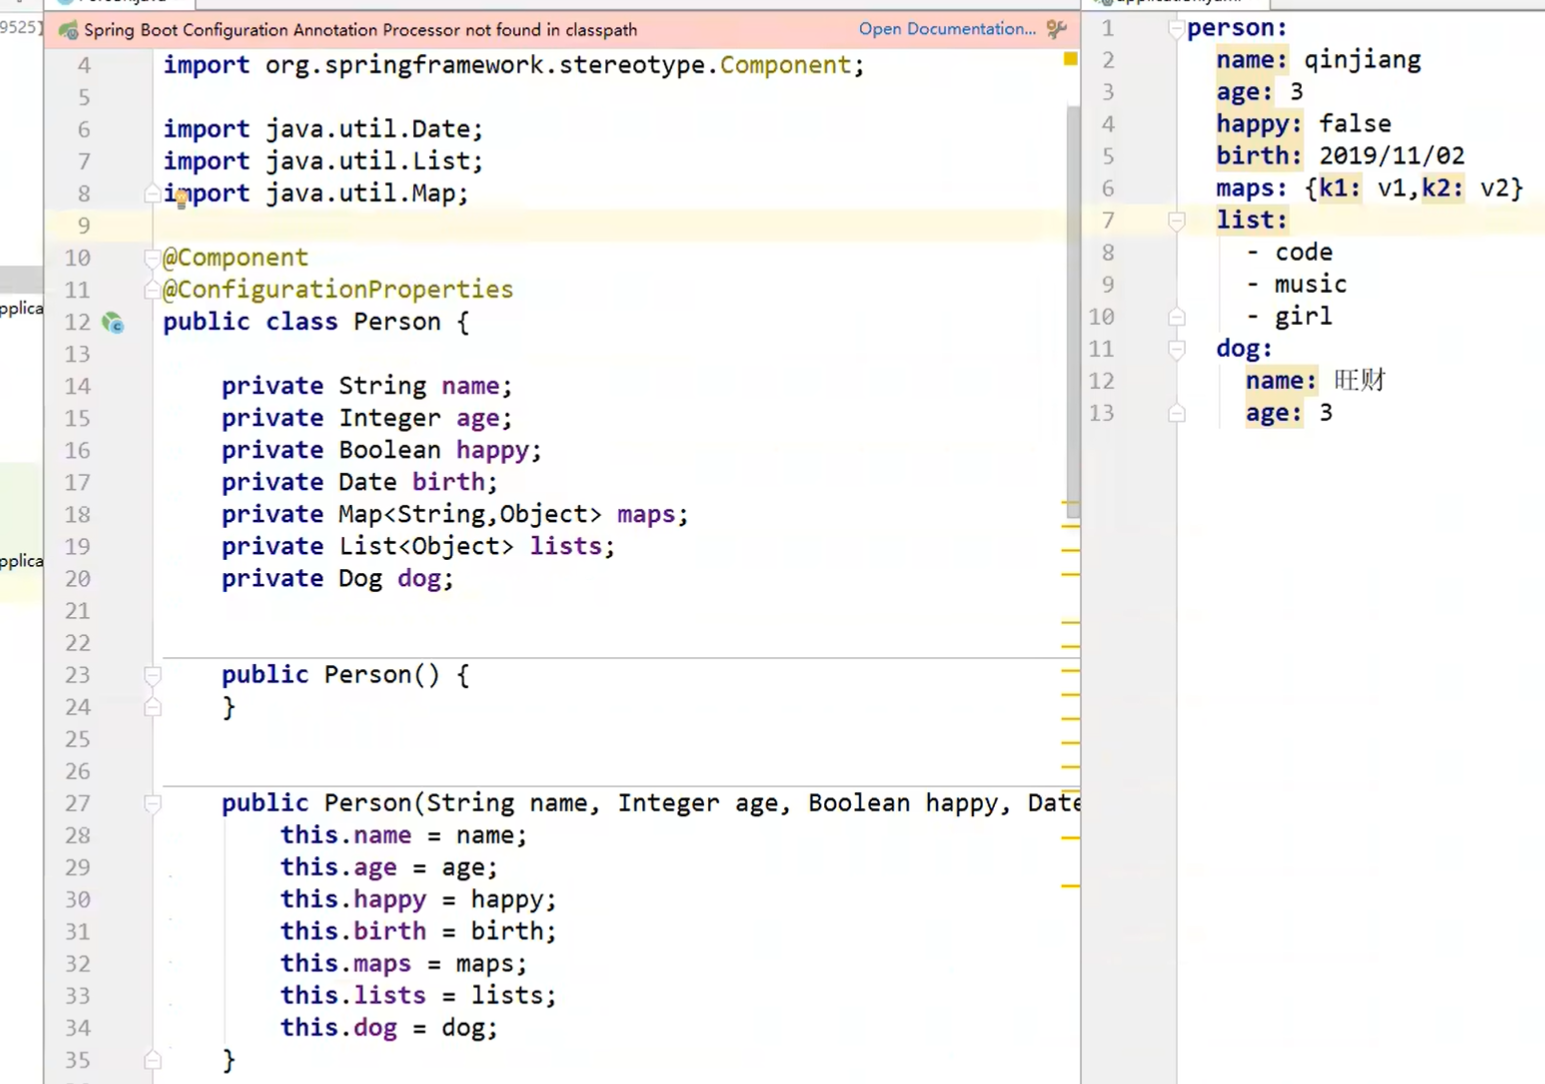 9525]
Spring Boot Configuration Annotation Processor not found in classpath Open Documentation...
4 import org.springframework.stereotype.Component;
5
6 import java.util.Date;
7 import java.util.List;
8 import java.util.Map;
9
10 @Component
11 @ConfigurationProperties
12 public class Person {
13
14 private String name;
15 private Integer age;
16 private Boolean happy;
17 private Date birth;
18 private Map<String,Object> maps;
19 private List<Object> lists;
20 private Dog dog;
21
22
23 public Person() {
24 }
25
26
27 public Person(String name, Integer age, Boolean happy, Date
28 this.name = name;
29 this.age = age;
30 this.happy = happy;
31 this.birth = birth;
32 this.maps = maps;
33 this.lists = lists;
34 this.dog = dog;
35 }
pplica
pplica
1 person:
2 name: qinjiang
3 age: 3
4 happy: false
5 birth: 2019/11/02
6 maps: {k1: v1,k2: v2}
7 list:
8 - code
9 - music
10 - girl
11 dog:
12 name: 旺财
13 age: 3